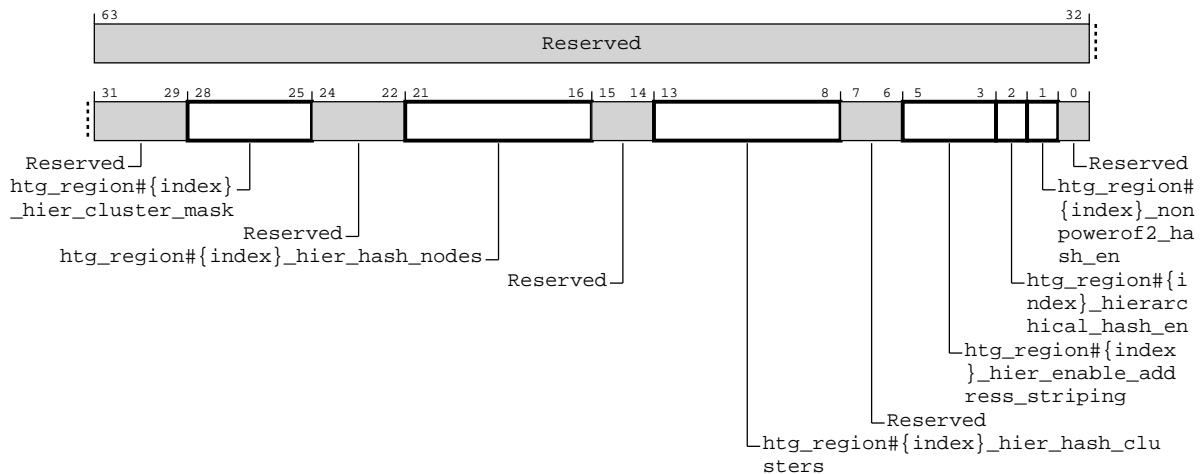 63 32
Reserved
31 29 28 25 24 22 21 16 15 14 13 8 7 6 5 3 2 1 0
Reserved
htg_region#{index}
_hier_cluster_mask
Reserved
htg_region#{index}_hier_hash_nodes
Reserved
Reserved
htg_region#
{index}_non
powerof2_ha
sh_en
htg_region#{i
ndex}_hierarc
hical_hash_en
htg_region#{index
}_hier_enable_add
ress_striping
Reserved
htg_region#{index}_hier_hash_clu
sters